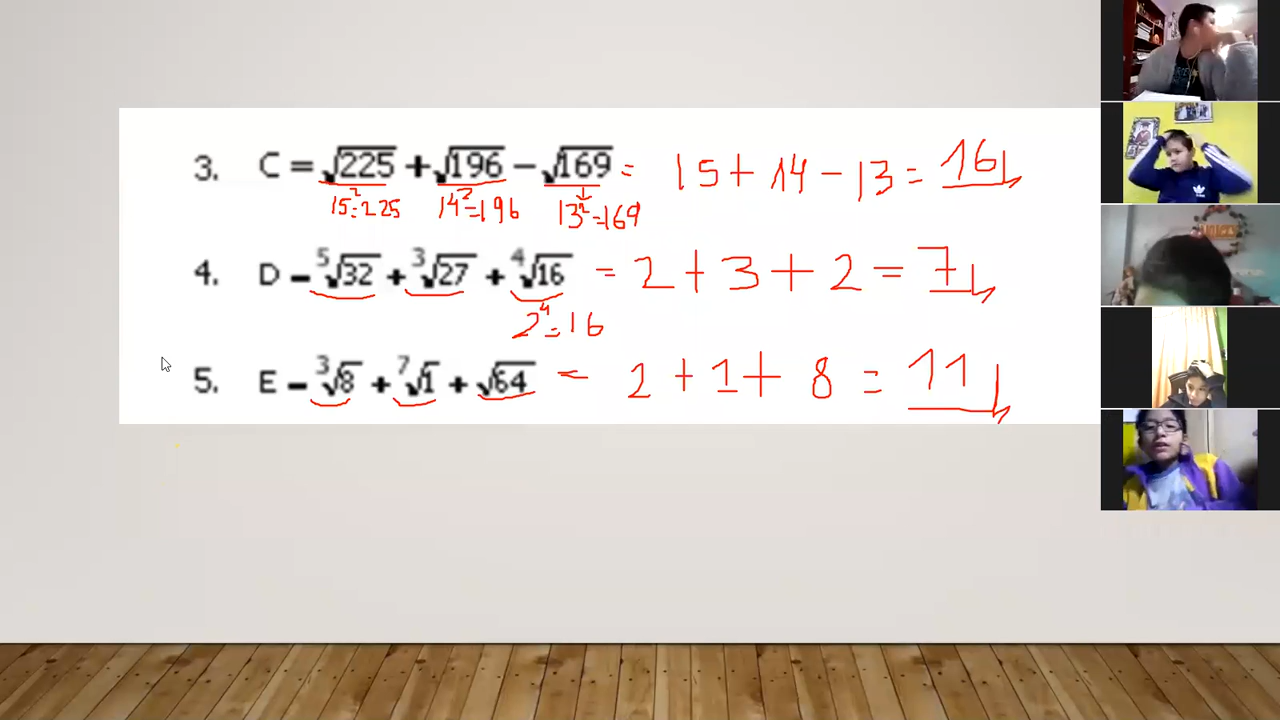 3. C = √225 + √196 − √169 = 15 + 14 − 13 = 16
15² = 225 14² = 196 13² = 169
4. D = ⁵√32 + ³√27 + ⁴√16 = 2 + 3 + 2 = 7
2⁴ = 16
5. E = ³√8 + ⁷√1 + √64 = 2 + 1 + 8 = 11